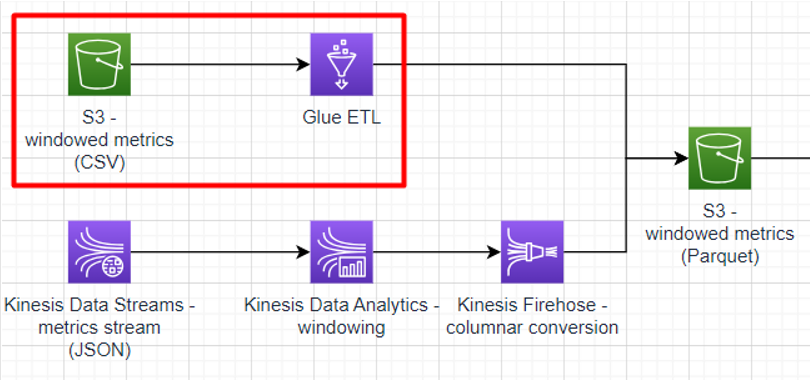 S3 -
windowed metrics
(CSV)
Glue ETL
S3 -
windowed metrics
(Parquet)
Kinesis Data Streams -
metrics stream
(JSON)
Kinesis Data Analytics -
windowing
Kinesis Firehose -
columnar conversion